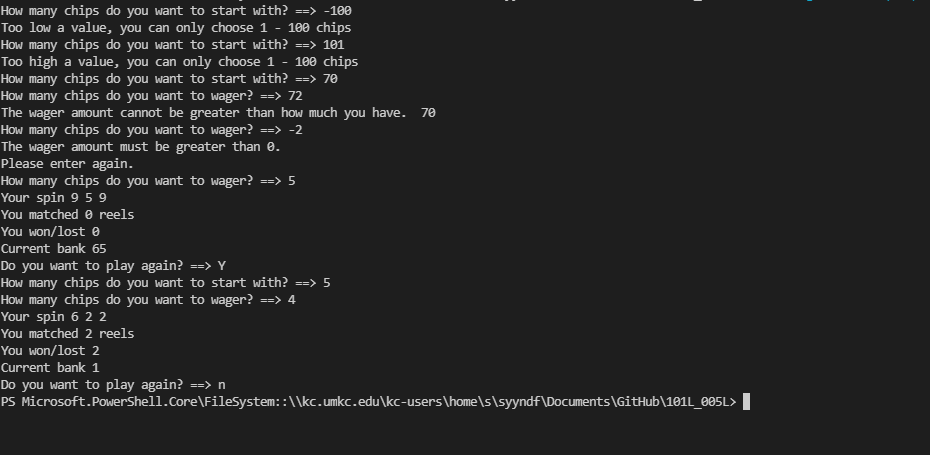 How many chips do you want to start with? ==> -100
Too low a value, you can only choose 1 - 100 chips
How many chips do you want to start with? ==> 101
Too high a value, you can only choose 1 - 100 chips
How many chips do you want to start with? ==> 70
How many chips do you want to wager? ==> 72
The wager amount cannot be greater than how much you have.  70
How many chips do you want to wager? ==> -2
The wager amount must be greater than 0.
Please enter again.
How many chips do you want to wager? ==> 5
Your spin 9 5 9
You matched 0 reels
You won/lost 0
Current bank 65
Do you want to play again? ==> Y
How many chips do you want to start with? ==> 5
How many chips do you want to wager? ==> 4
Your spin 6 2 2
You matched 2 reels
You won/lost 2
Current bank 1
Do you want to play again? ==> n
PS Microsoft.PowerShell.Core\FileSystem::\\kc.umkc.edu\kc-users\home\s\syyndf\Documents\GitHub\101L_005L>